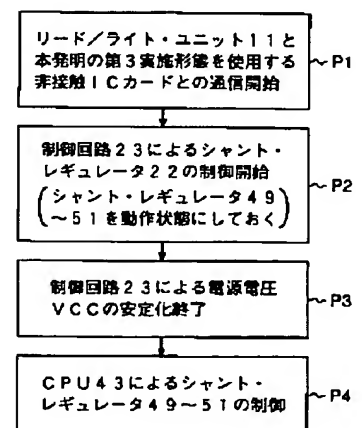 リード／ライト・ユニット１１と
本発明の第３実施形態を使用する
非接触ＩＣカードとの通信開始
P1
制御回路２３によるシャント・
レギュレータ２２の制御開始
(シャント・レギュレータ４９
～５１を動作状態にしておく)
P2
制御回路２３による電源電圧
ＶＣＣの安定化終了
P3
ＣＰＵ４３によるシャント・
レギュレータ４９～５１の制御
P4